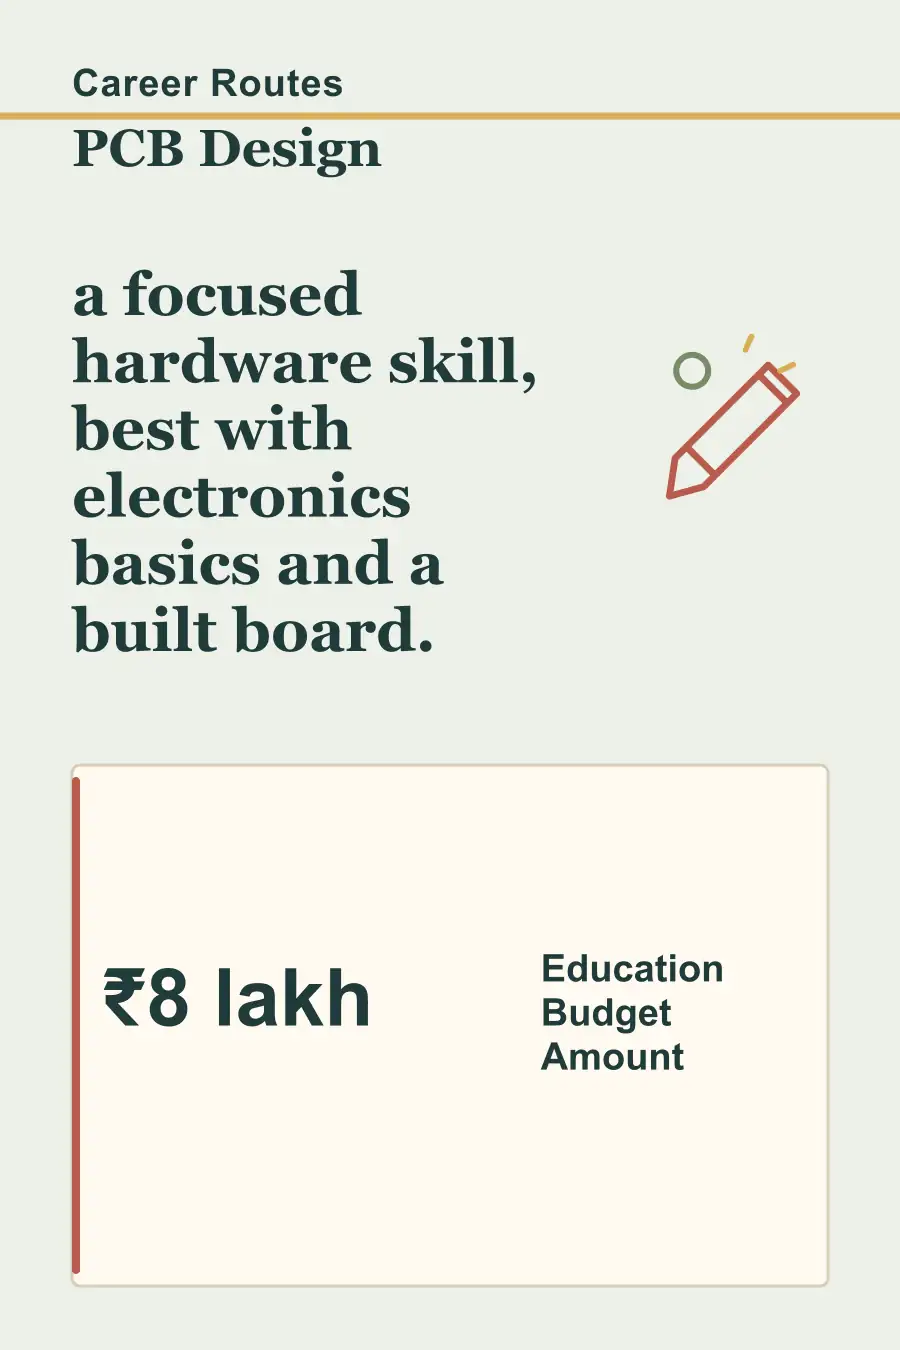 Career Routes
PCB Design
a focused
hardware skill,
best with
electronics
basics and a
built board.
₹8 lakh
Education
Budget
Amount